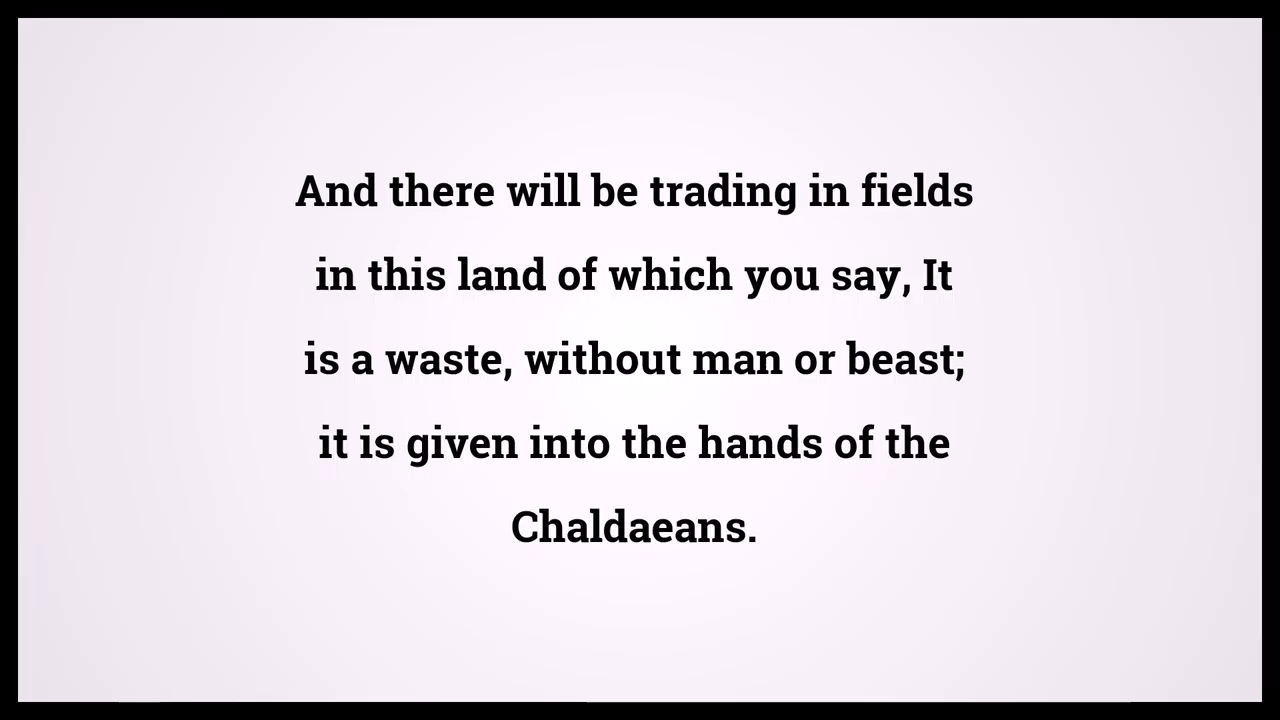 And there will be trading in fields
in this land of which you say, It
is a waste, without man or beast;
it is given into the hands of the
Chaldaeans.